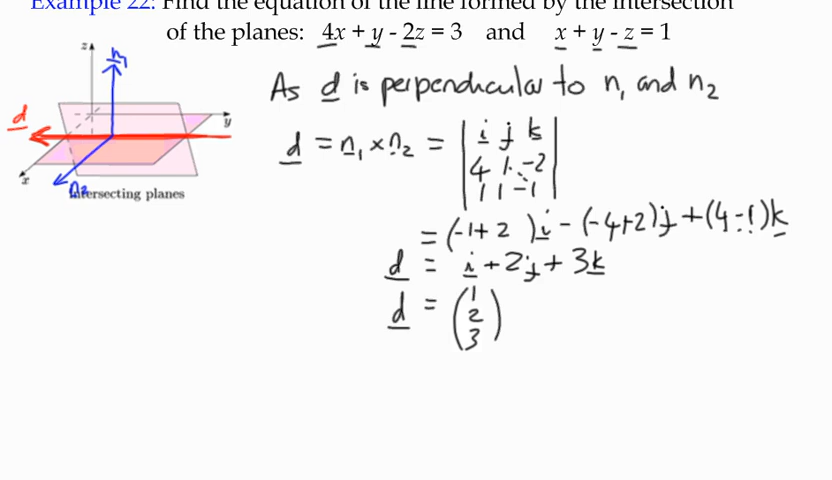 Example 22: Find the equation of the line formed by the intersection
of the planes: 4x + y - 2z = 3 and x + y - z = 1
z
n₁
As d is perpendicular to n₁ and n₂
d
y
d = n₁ × n₂ = | i j k
4 1 -2
1 1 -1 |
x
n₂
intersecting planes
= (-1+2)i - (-4+2)j + (4-1)k
d = i + 2j + 3k
d = (1
2
3)